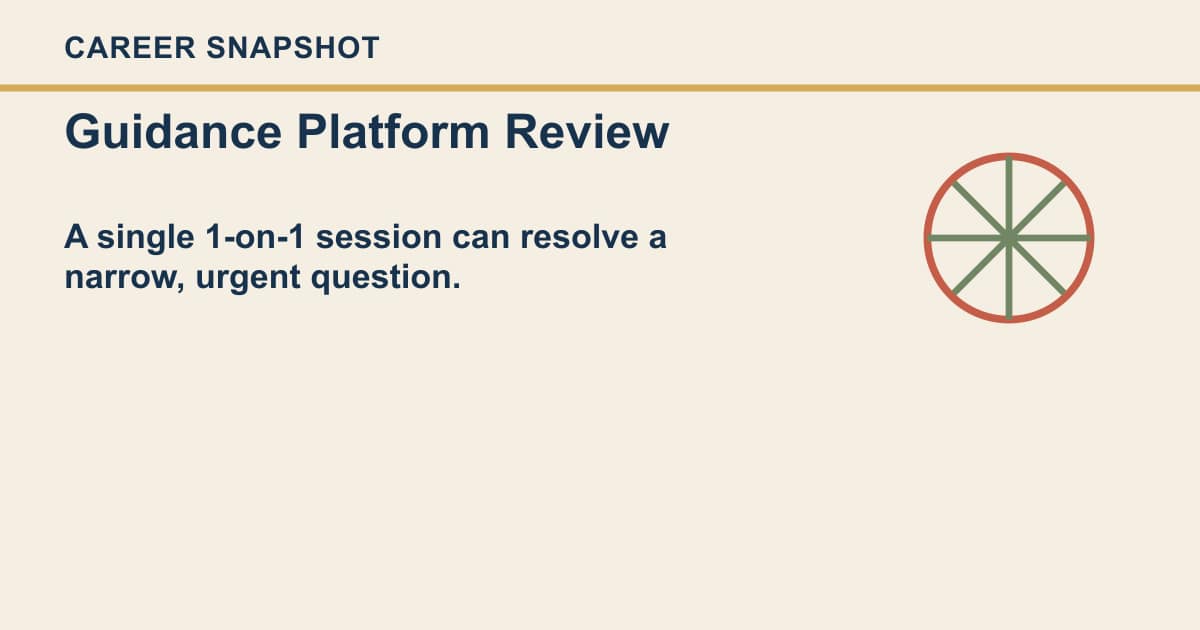 CAREER SNAPSHOT
Guidance Platform Review
A single 1-on-1 session can resolve a
narrow, urgent question.